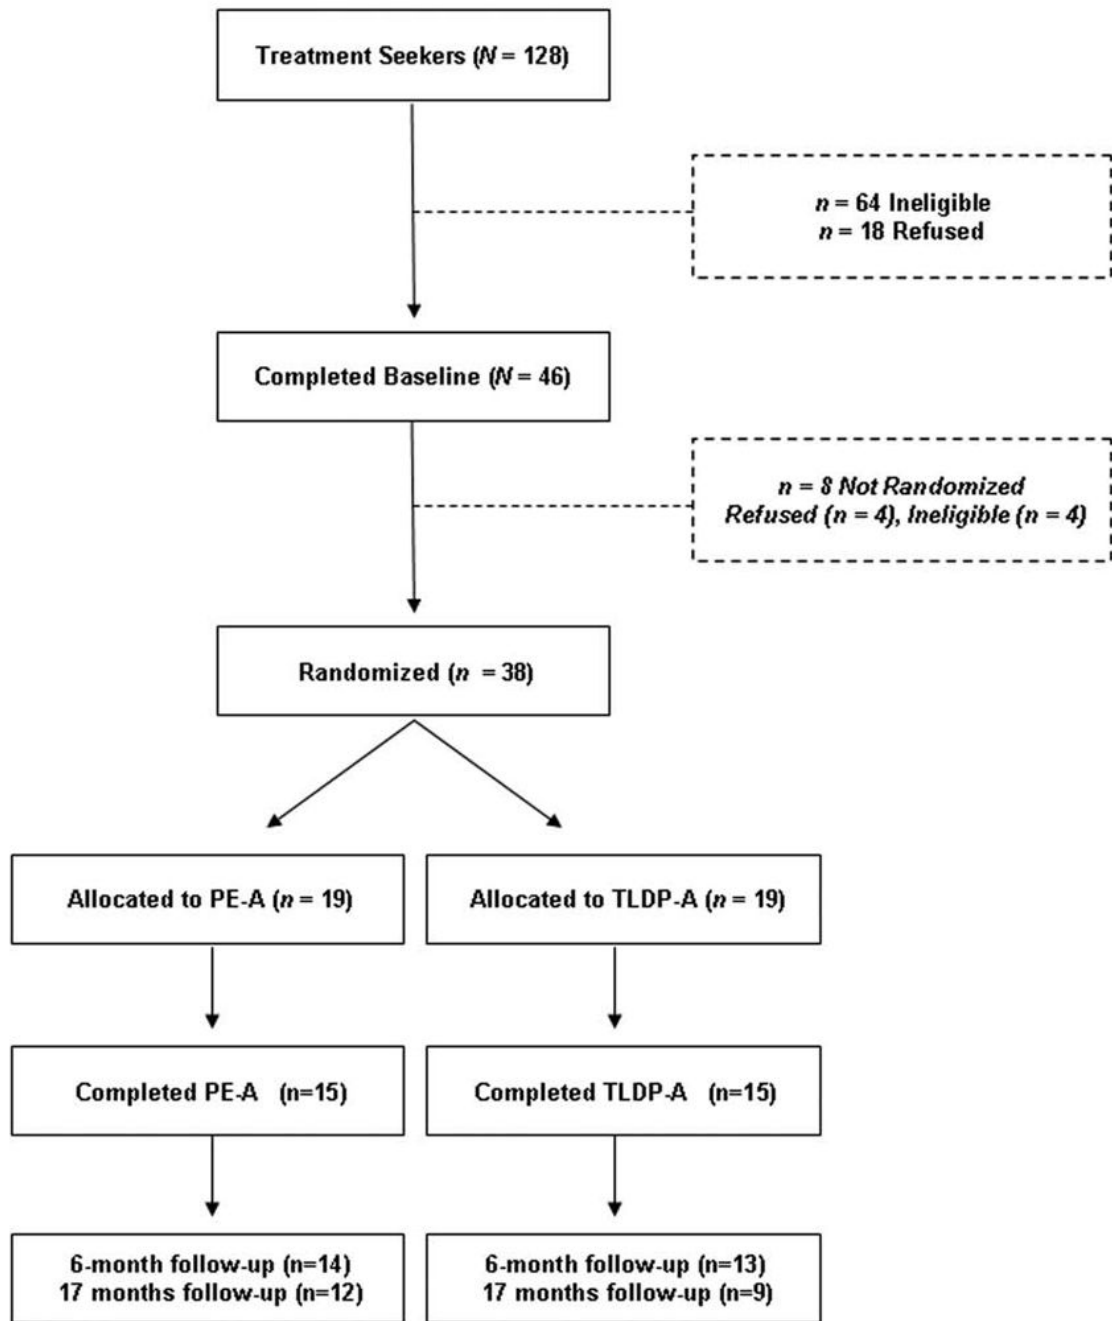 Treatment Seekers (N = 128)
n = 64 Ineligible
n = 18 Refused
Completed Baseline (N = 46)
n = 8 Not Randomized
Refused (n = 4), Ineligible (n = 4)
Randomized (n = 38)
Allocated to PE-A (n = 19)
Allocated to TLDP-A (n = 19)
Completed PE-A (n=15)
Completed TLDP-A (n=15)
6-month follow-up (n=14)
17 months follow-up (n=12)
6-month follow-up (n=13)
17 months follow-up (n=9)